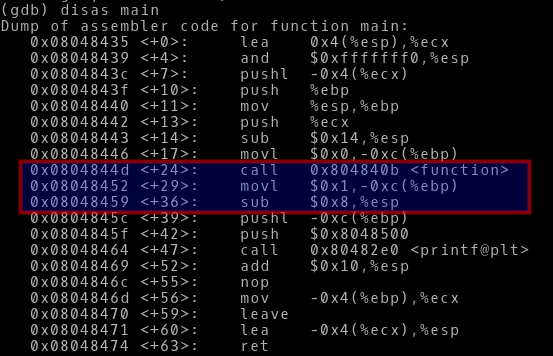 (gdb) disas main
Dump of assembler code for function main:
0x08048435 <+0>: lea 0x4(%esp),%ecx
0x08048439 <+4>: and $0xfffffff0,%esp
0x0804843c <+7>: pushl -0x4(%ecx)
0x0804843f <+10>: push %ebp
0x08048440 <+11>: mov %esp,%ebp
0x08048442 <+13>: push %ecx
0x08048443 <+14>: sub $0x14,%esp
0x08048446 <+17>: movl $0x0,-0xc(%ebp)
0x0804844d <+24>: call 0x804840b <function>
0x08048452 <+29>: movl $0x1,-0xc(%ebp)
0x08048459 <+36>: sub $0x8,%esp
0x0804845c <+39>: pushl -0xc(%ebp)
0x0804845f <+42>: push $0x8048500
0x08048464 <+47>: call 0x80482e0 <printf@plt>
0x08048469 <+52>: add $0x10,%esp
0x0804846c <+55>: nop
0x0804846d <+56>: mov -0x4(%ebp),%ecx
0x08048470 <+59>: leave
0x08048471 <+60>: lea -0x4(%ecx),%esp
0x08048474 <+63>: ret